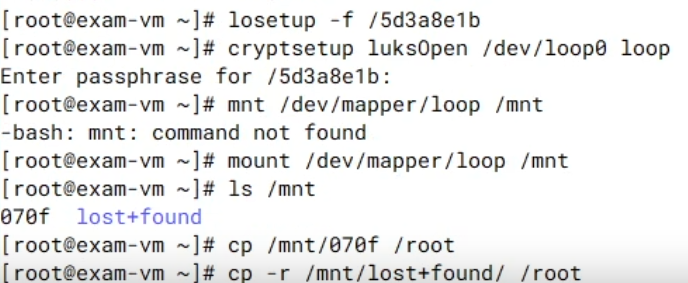 [root@exam-vm ~]# losetup -f /5d3a8e1b
[root@exam-vm ~]# cryptsetup luksOpen /dev/loop0 loop
Enter passphrase for /5d3a8e1b:
[root@exam-vm ~]# mnt /dev/mapper/loop /mnt
-bash: mnt: command not found
[root@exam-vm ~]# mount /dev/mapper/loop /mnt
[root@exam-vm ~]# ls /mnt
070f  lost+found
[root@exam-vm ~]# cp /mnt/070f /root
[root@exam-vm ~]# cp -r /mnt/lost+found/ /root